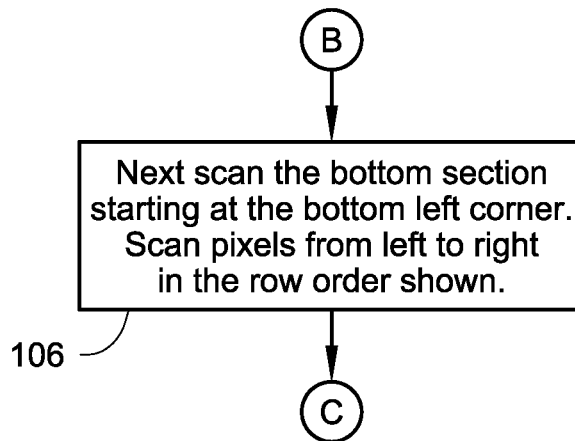 B
Next scan the bottom section
starting at the bottom left corner.
Scan pixels from left to right
in the row order shown.
106
C